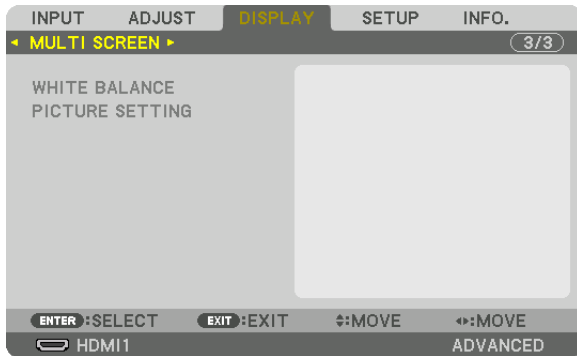 INPUT ADJUST DISPLAY SETUP INFO.
MULTI SCREEN 3/3
WHITE BALANCE
PICTURE SETTING
ENTER:SELECT EXIT:EXIT :MOVE :MOVE
HDMI1 ADVANCED